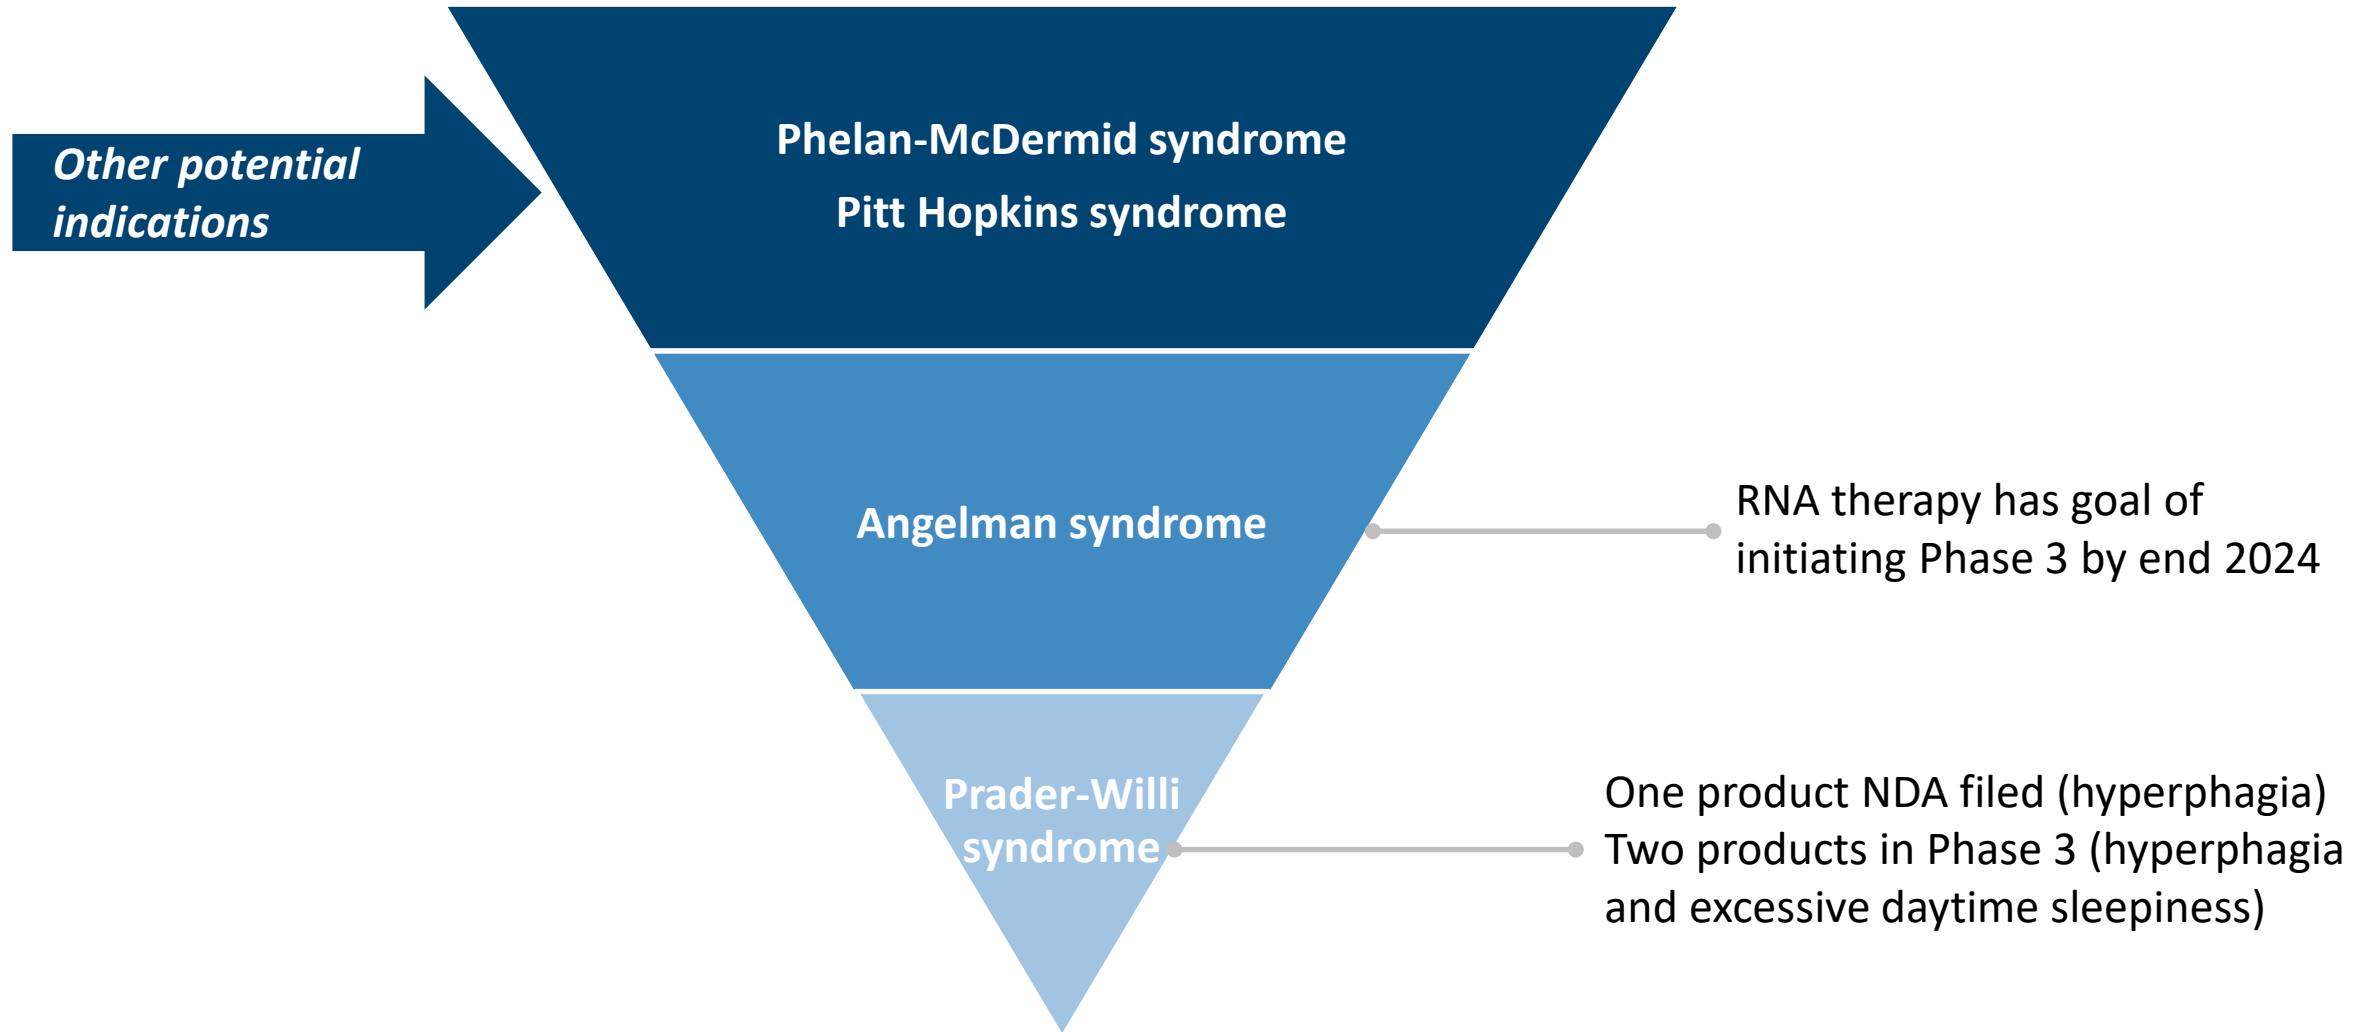 Other potential
indications
Phelan-McDermid syndrome
Pitt Hopkins syndrome
Angelman syndrome
RNA therapy has goal of
initiating Phase 3 by end 2024
Prader-Willi
syndrome
One product NDA filed (hyperphagia)
Two products in Phase 3 (hyperphagia
and excessive daytime sleepiness)